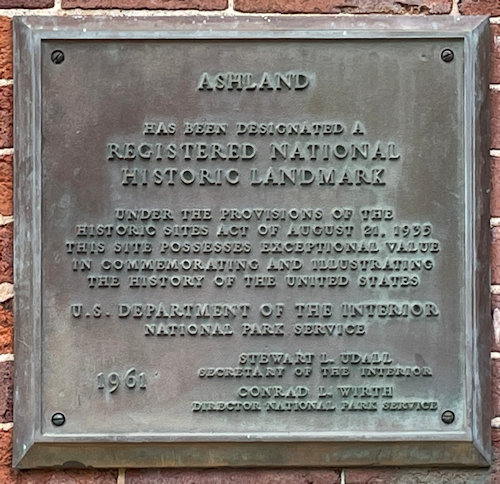 ASHLAND
HAS BEEN DESIGNATED A
REGISTERED NATIONAL
HISTORIC LANDMARK
UNDER THE PROVISIONS OF THE
HISTORIC SITES ACT OF AUGUST 21, 1935
THIS SITE POSSESSES EXCEPTIONAL VALUE
IN COMMEMORATING AND ILLUSTRATING
THE HISTORY OF THE UNITED STATES
U.S. DEPARTMENT OF THE INTERIOR
NATIONAL PARK SERVICE
STEWART L. UDALL
SECRETARY OF THE INTERIOR
1961
CONRAD L. WIRTH
DIRECTOR NATIONAL PARK SERVICE